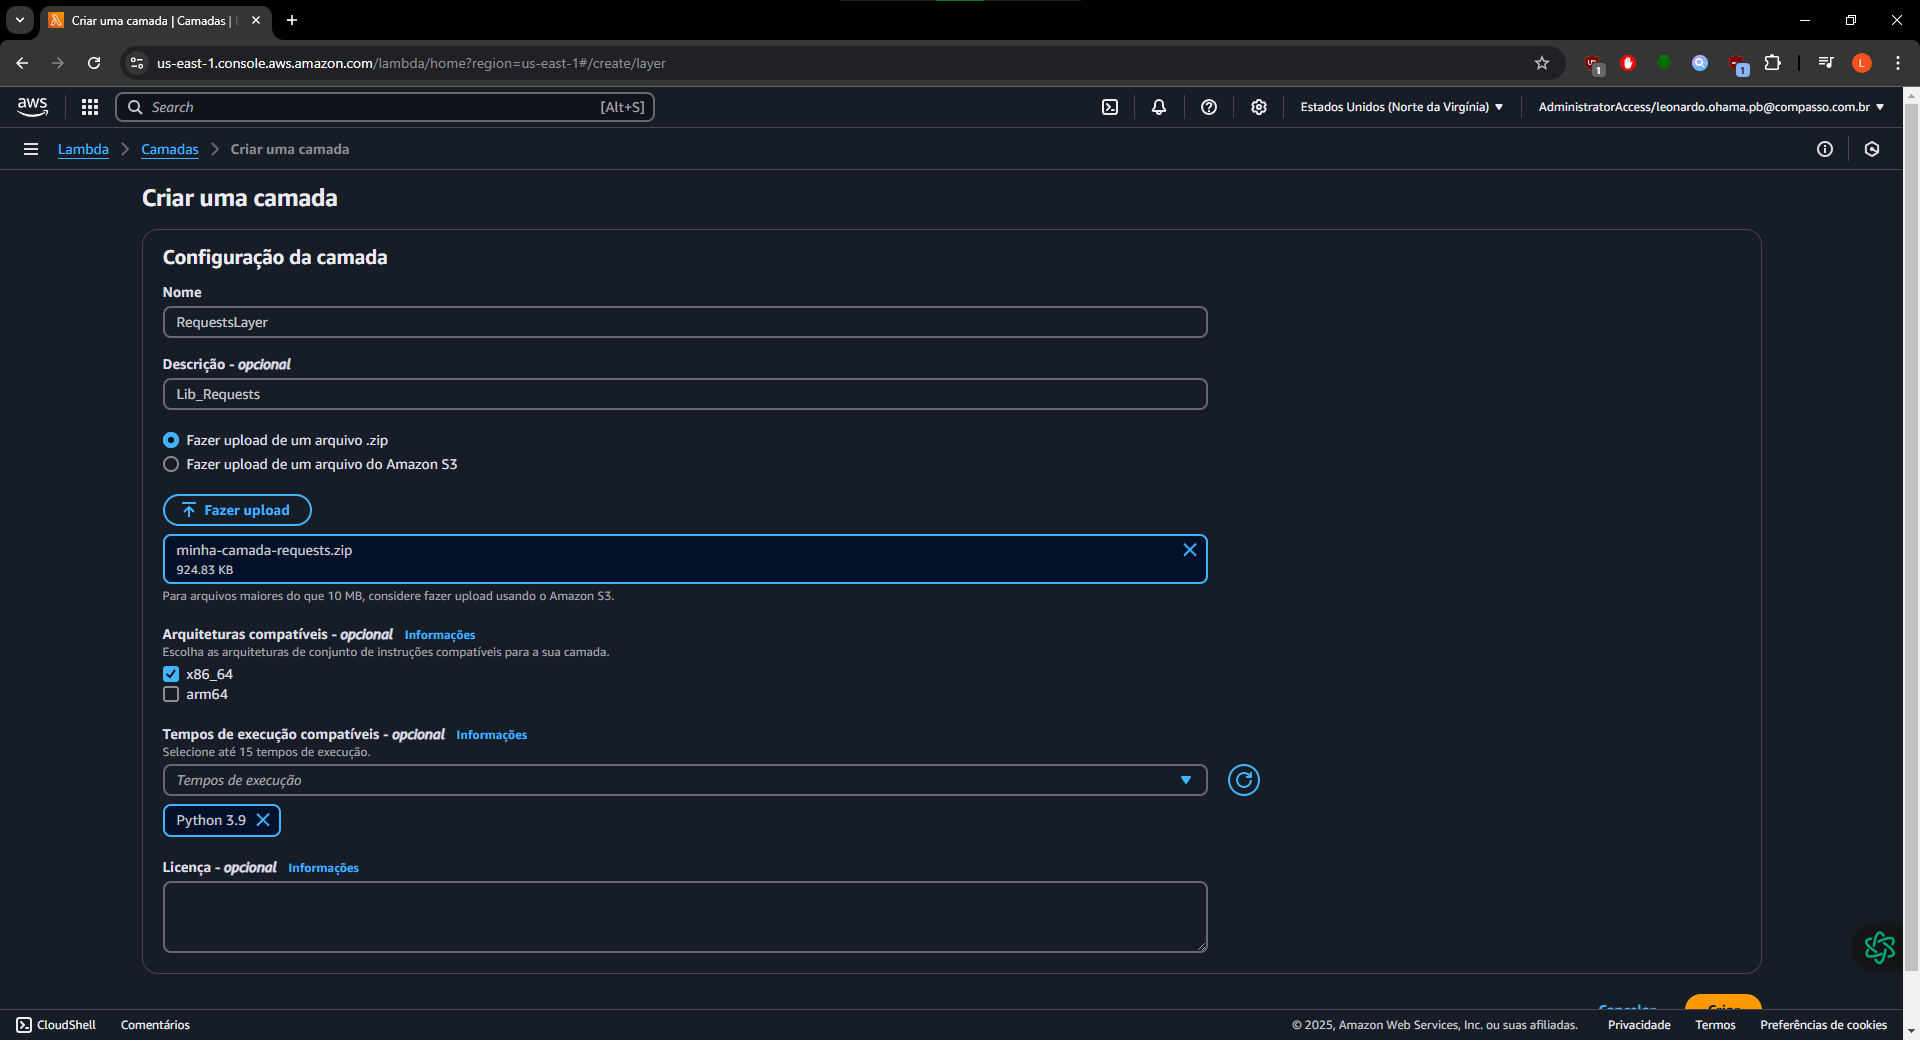 Criar uma camada | Camadas |
us-east-1.console.aws.amazon.com/lambda/home?region=us-east-1#/create/layer
1
1
L
aws
Search
[Alt+S]
Estados Unidos (Norte da Virgínia)
AdministratorAccess/leonardo.ohama.pb@compasso.com.br
Lambda
Camadas
Criar uma camada
Criar uma camada
Configuração da camada
Nome
RequestsLayer
Descrição - opcional
Lib_Requests
Fazer upload de um arquivo .zip
Fazer upload de um arquivo do Amazon S3
Fazer upload
minha-camada-requests.zip
924.83 KB
Para arquivos maiores do que 10 MB, considere fazer upload usando o Amazon S3.
Arquiteturas compatíveis - opcional Informações
Escolha as arquiteturas de conjunto de instruções compatíveis para a sua camada.
x86_64
arm64
Tempos de execução compatíveis - opcional Informações
Selecione até 15 tempos de execução.
Tempos de execução
Python 3.9
Licença - opcional Informações
CloudShell
Comentários
© 2025, Amazon Web Services, Inc. ou suas afiliadas.
Privacidade
Termos
Preferências de cookies